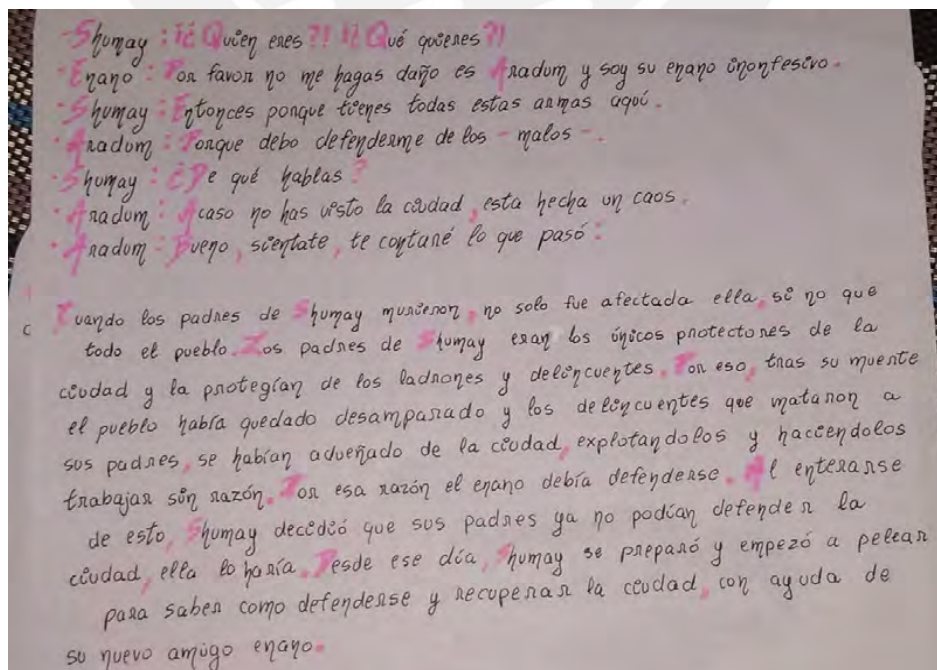 -Shumay: ¡¿Quien eres?! ¡¿Qué quieres?!
-Enano: Por favor no me hagas daño es Aradum y soy su enano inonfesivo.
-Shumay: Entonces porque tienes todas estas armas aquí.
-Aradum: Porque debo defenderme de los - malos -.
-Shumay: ¿De qué hablas?
-Aradum: Acaso no has visto la ciudad, esta hecha un caos.
-Aradum: Bueno, sientate, te contaré lo que pasó:
c Cuando los padres de Shumay murieron, no solo fue afectada ella, si no que
todo el pueblo. Los padres de Shumay eran los únicos protectores de la
ciudad y la protegían de los ladrones y delincuentes. Por eso, tras su muerte
el pueblo había quedado desamparado y los delincuentes que mataron a
sus padres, se habían adueñado de la ciudad, explotandolos y haciendolos
trabajar sin razón. Por esa razón el enano debía defenderse. Al enterarse
de esto, Shumay decidió que sus padres ya no podían defender la
ciudad, ella lo haría. Desde ese día, Shumay se preparó y empezó a pelear
para saber como defenderse y recuperar la ciudad, con ayuda de
su nuevo amigo enano.